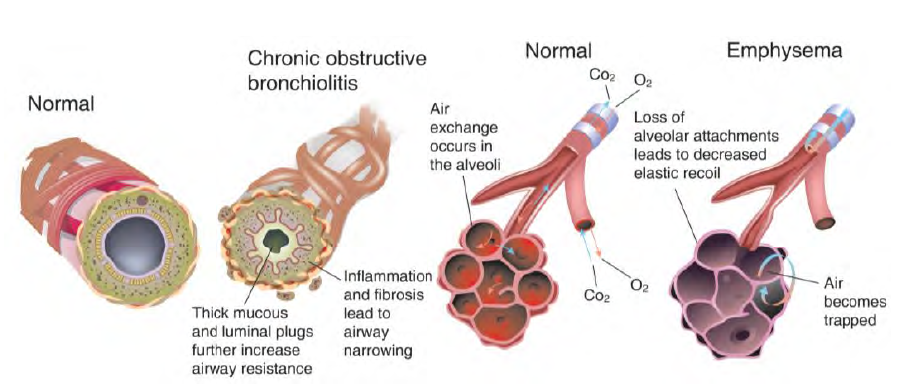 Normal
Chronic obstructive
bronchiolitis
Thick mucous
and luminal plugs
further increase
airway resistance
Inflammation
and fibrosis
lead to
airway
narrowing
Normal
Co2
O2
Air
exchange
occurs in
the alveoli
Co2
O2
Emphysema
Loss of
alveolar attachments
leads to decreased
elastic recoil
Air
becomes
trapped